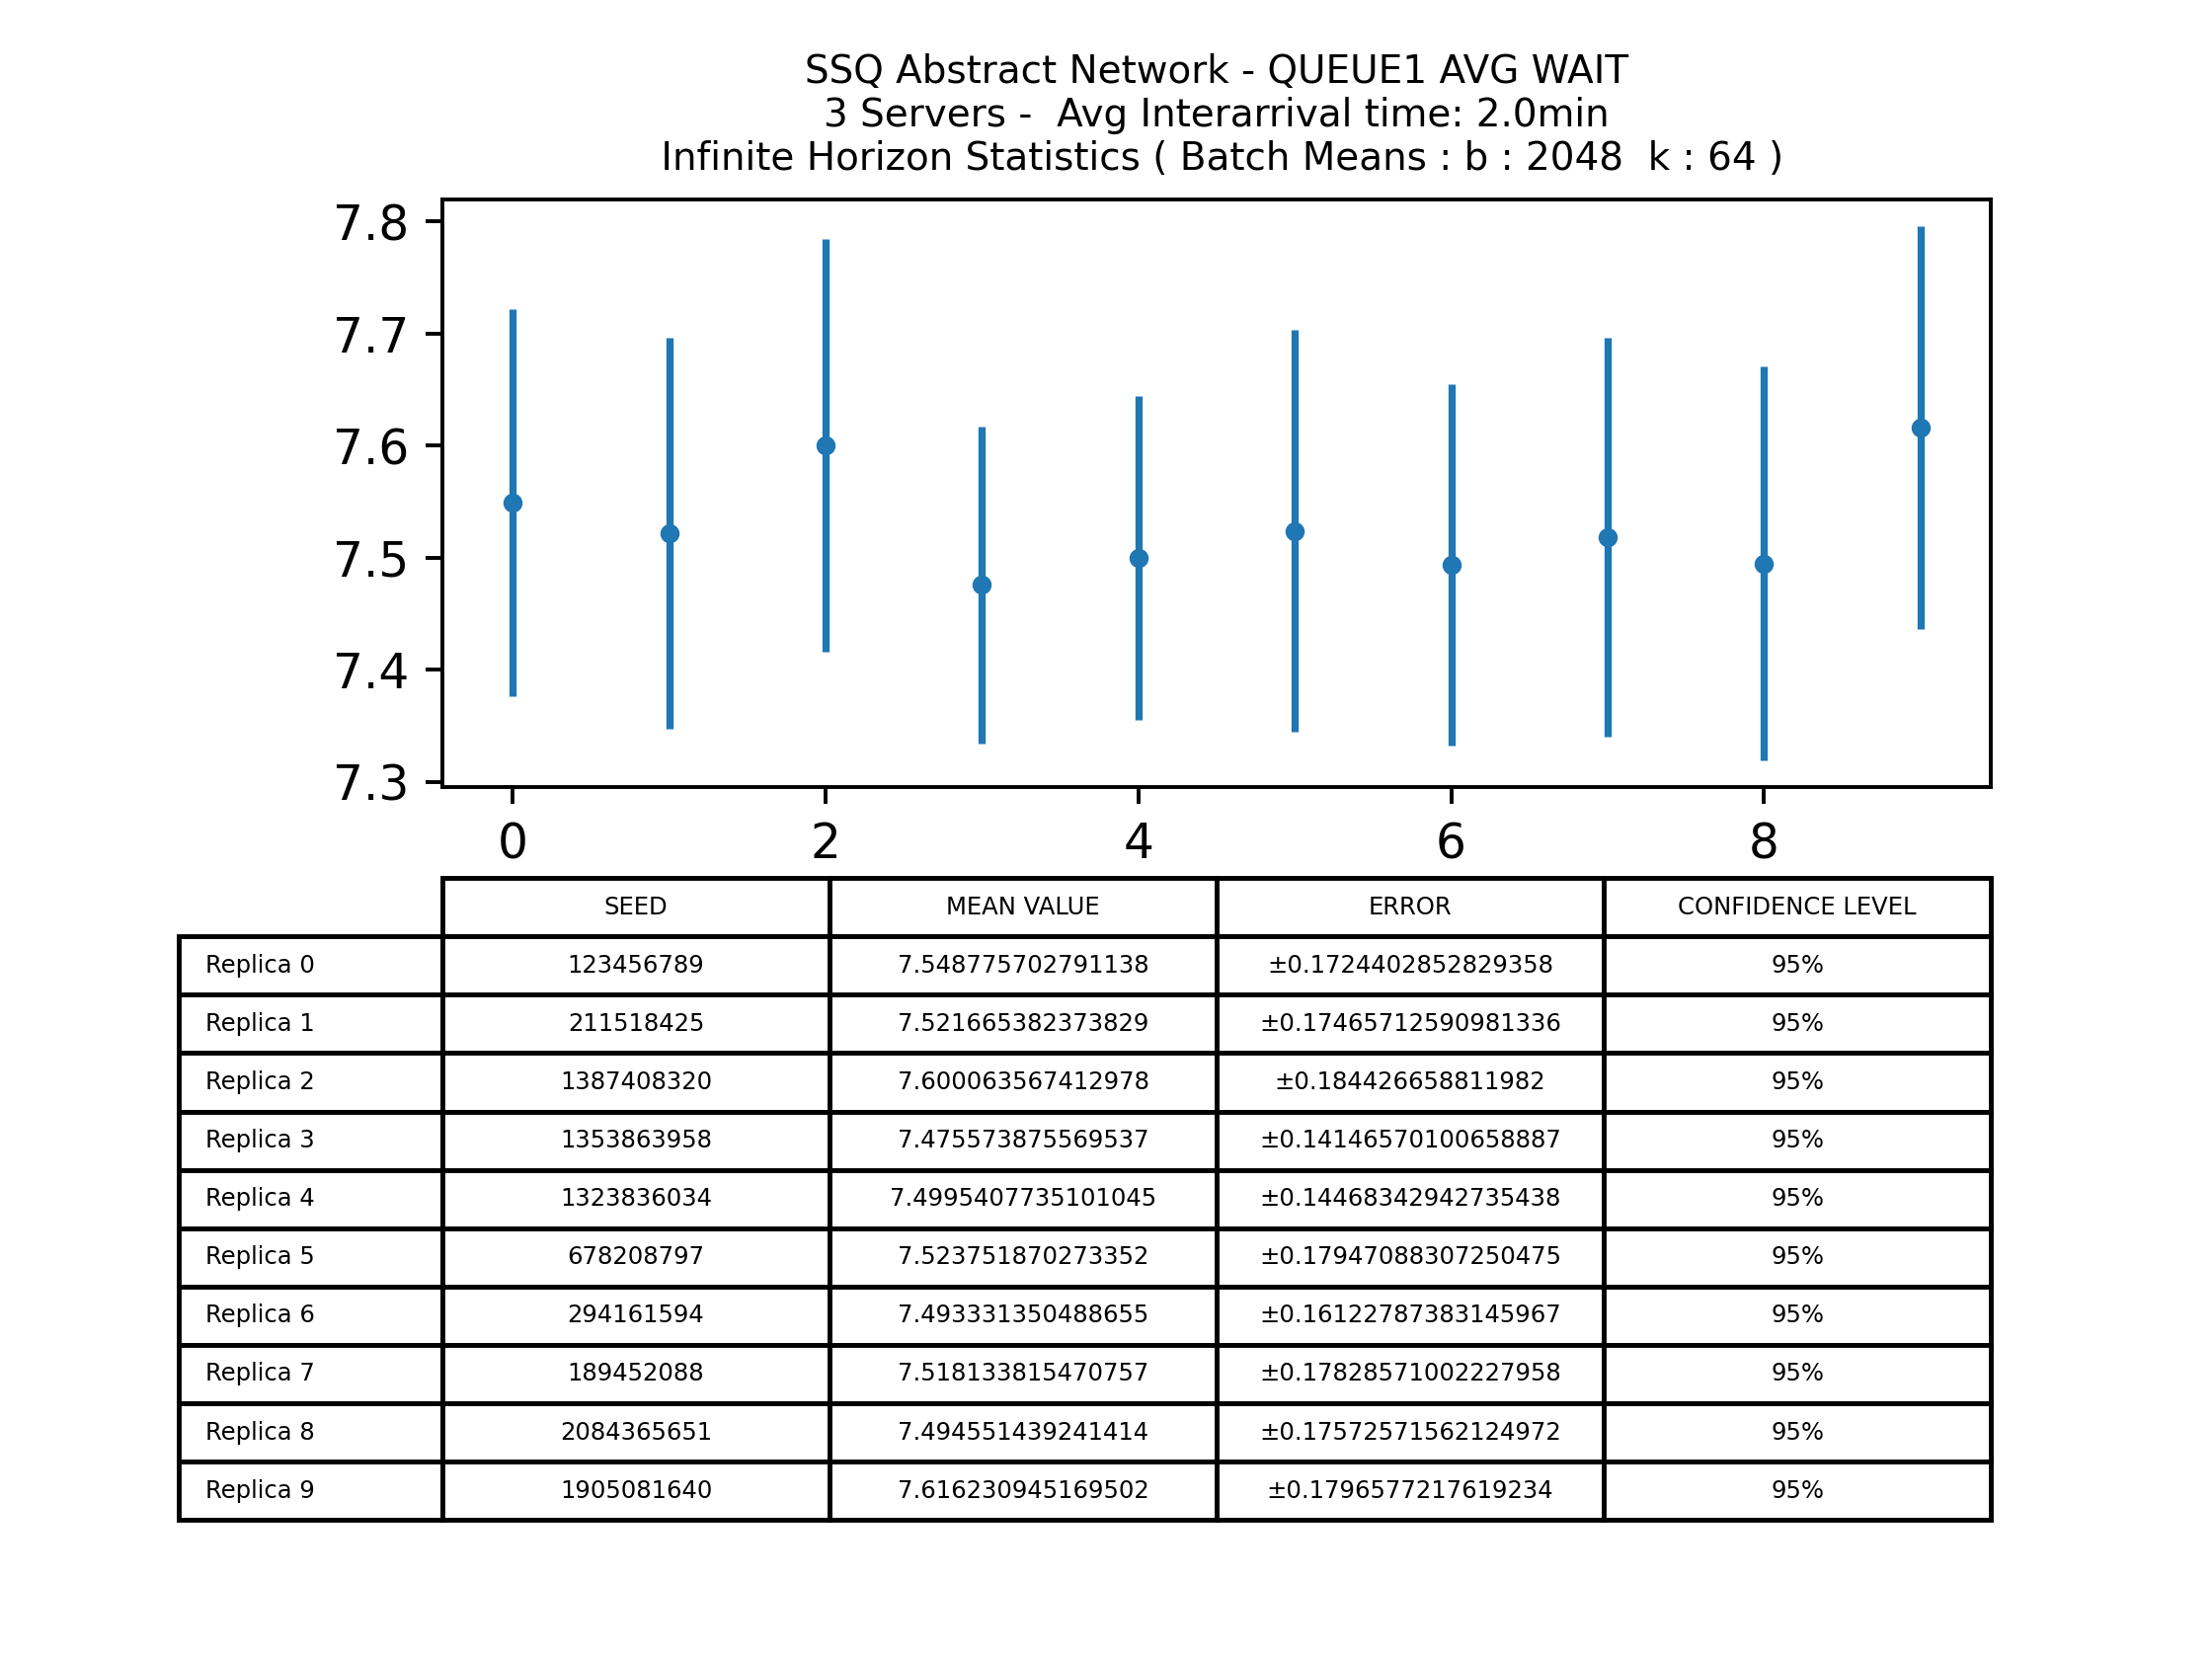 SSQ Abstract Network - QUEUE1 AVG WAIT
3 Servers -  Avg Interarrival time: 2.0min
Infinite Horizon Statistics ( Batch Means : b : 2048  k : 64 )
7.8
7.7
7.6
7.5
7.4
7.3
0 2 4 6 8
SEED MEAN VALUE ERROR CONFIDENCE LEVEL
Replica 0 123456789 7.548775702791138 ±0.1724402852829358 95%
Replica 1 211518425 7.521665382373829 ±0.17465712590981336 95%
Replica 2 1387408320 7.600063567412978 ±0.184426658811982 95%
Replica 3 1353863958 7.475573875569537 ±0.14146570100658887 95%
Replica 4 1323836034 7.4995407735101045 ±0.14468342942735438 95%
Replica 5 678208797 7.523751870273352 ±0.17947088307250475 95%
Replica 6 294161594 7.493331350488655 ±0.16122787383145967 95%
Replica 7 189452088 7.518133815470757 ±0.17828571002227958 95%
Replica 8 2084365651 7.494551439241414 ±0.17572571562124972 95%
Replica 9 1905081640 7.616230945169502 ±0.1796577217619234 95%